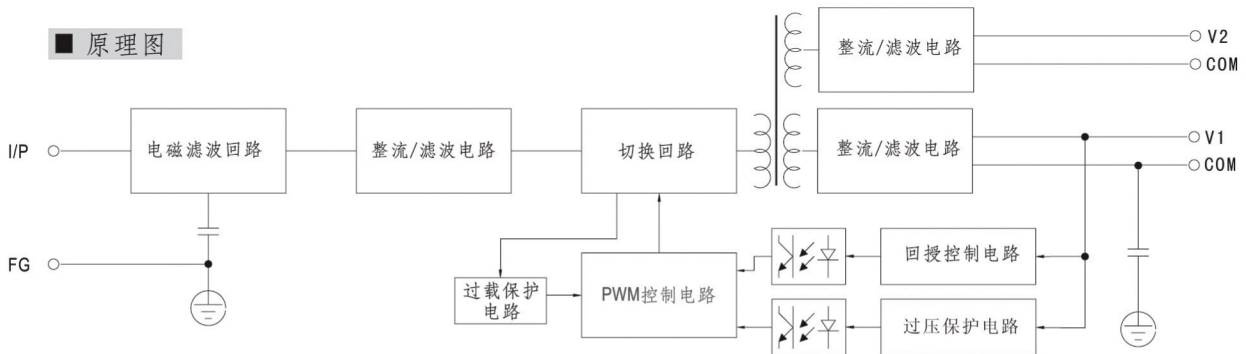 ■ 原理图
整流/滤波电路
V2
COM
I/P
电磁滤波回路
整流/滤波电路
切换回路
整流/滤波电路
V1
COM
FG
过载保护
电路
PWM控制电路
回授控制电路
过压保护电路